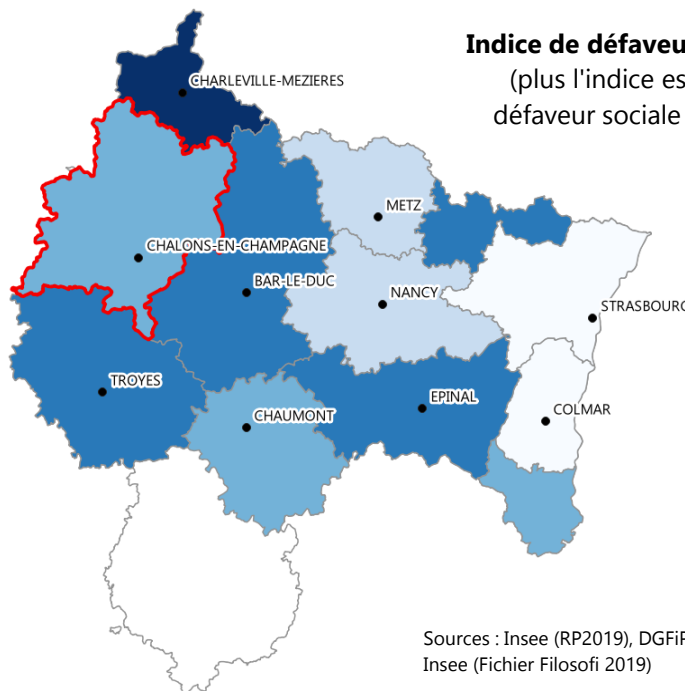 Indice de défaveu
(plus l'indice es
défaveur sociale
CHARLEVILLE-MEZIERES
METZ
CHALONS-EN-CHAMPAGNE
BAR-LE-DUC
NANCY
STRASBOURG
TROYES
EPINAL
CHAUMONT
COLMAR
Sources : Insee (RP2019), DGFiP
Insee (Fichier Filosofi 2019)